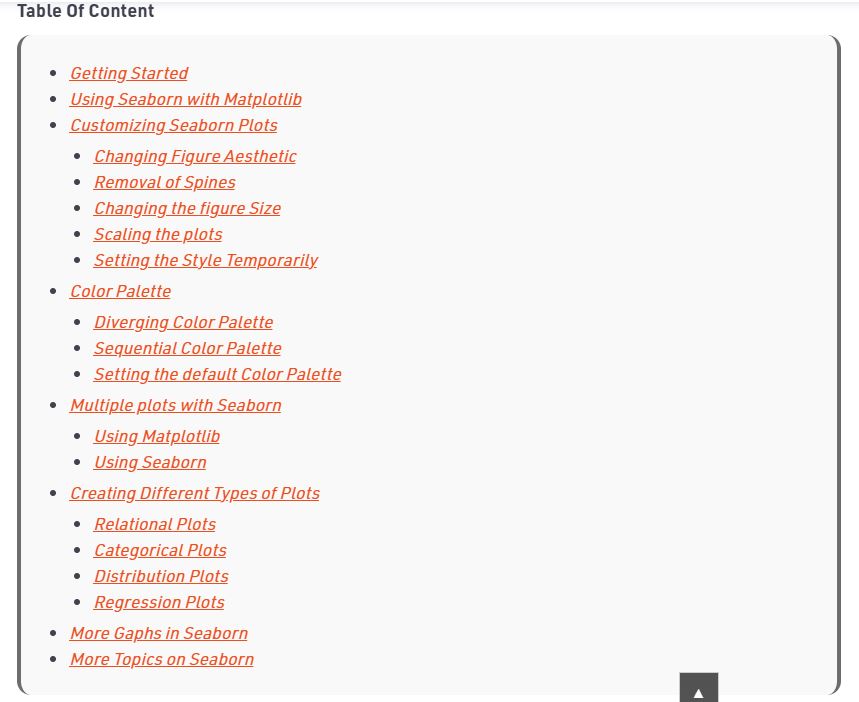 Table Of Content
Getting Started
Using Seaborn with Matplotlib
Customizing Seaborn Plots
Changing Figure Aesthetic
Removal of Spines
Changing the figure Size
Scaling the plots
Setting the Style Temporarily
Color Palette
Diverging Color Palette
Sequential Color Palette
Setting the default Color Palette
Multiple plots with Seaborn
Using Matplotlib
Using Seaborn
Creating Different Types of Plots
Relational Plots
Categorical Plots
Distribution Plots
Regression Plots
More Gaphs in Seaborn
More Topics on Seaborn